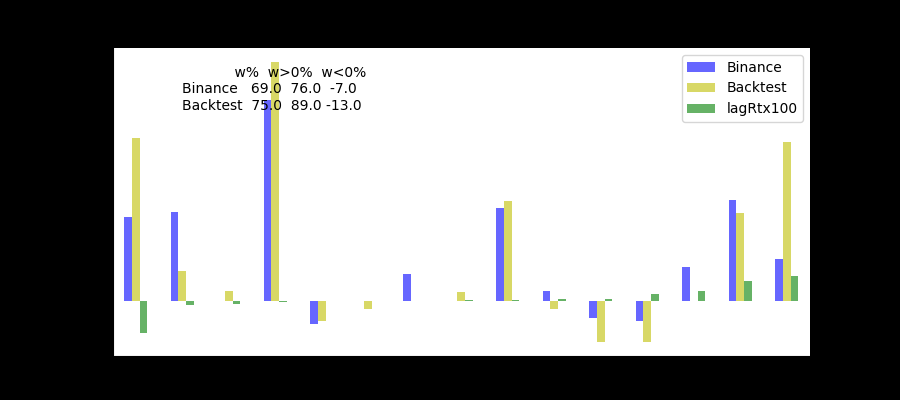 w%  w>0%  w<0%
Binance   69.0  76.0  -7.0
Backtest  75.0  89.0 -13.0
Binance
Backtest
lagRtx100